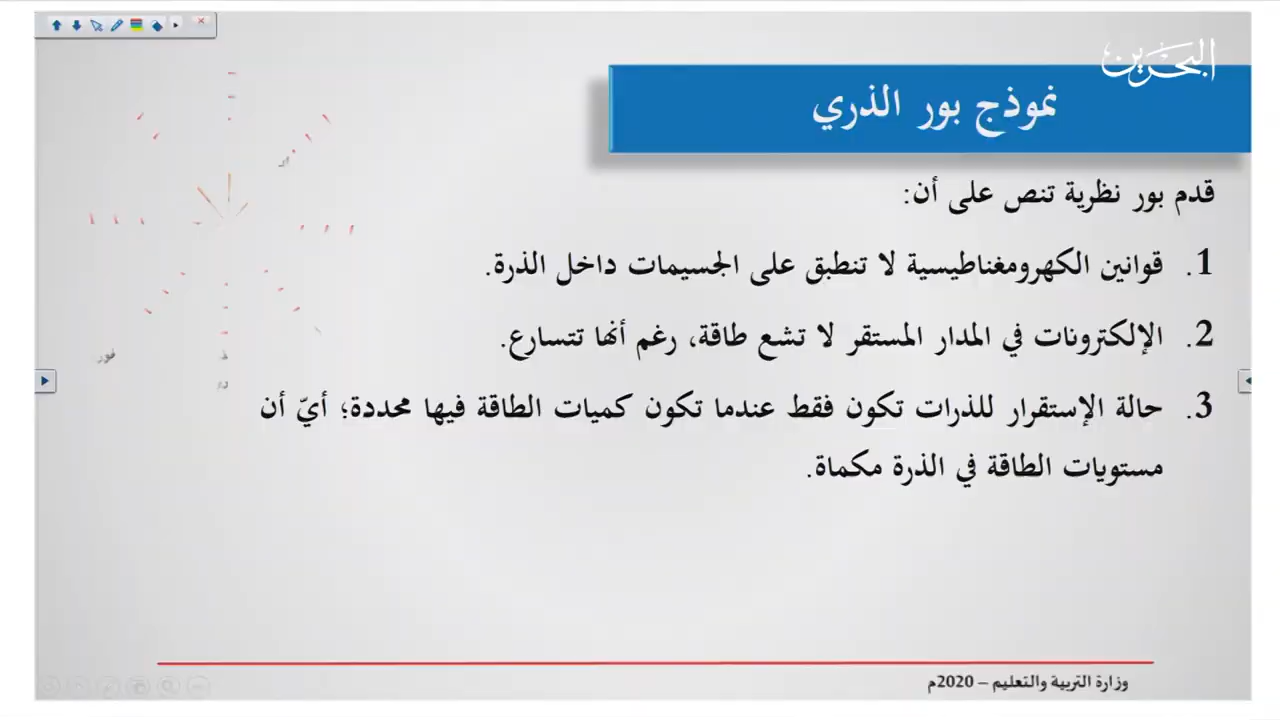 البحرين
نموذج بور الذري
قدم بور نظرية تنص على أن:
1. قوانين الكهرومغناطيسية لا تنطبق على الجسيمات داخل الذرة.
2. الإلكترونات في المدار المستقر لا تشع طاقة، رغم أنها تتسارع.
3. حالة الإستقرار للذرات تكون فقط عندما تكون كميات الطاقة فيها محددة؛ أيّ أن
مستويات الطاقة في الذرة مكماة.
وزارة التربية والتعليم – 2020م